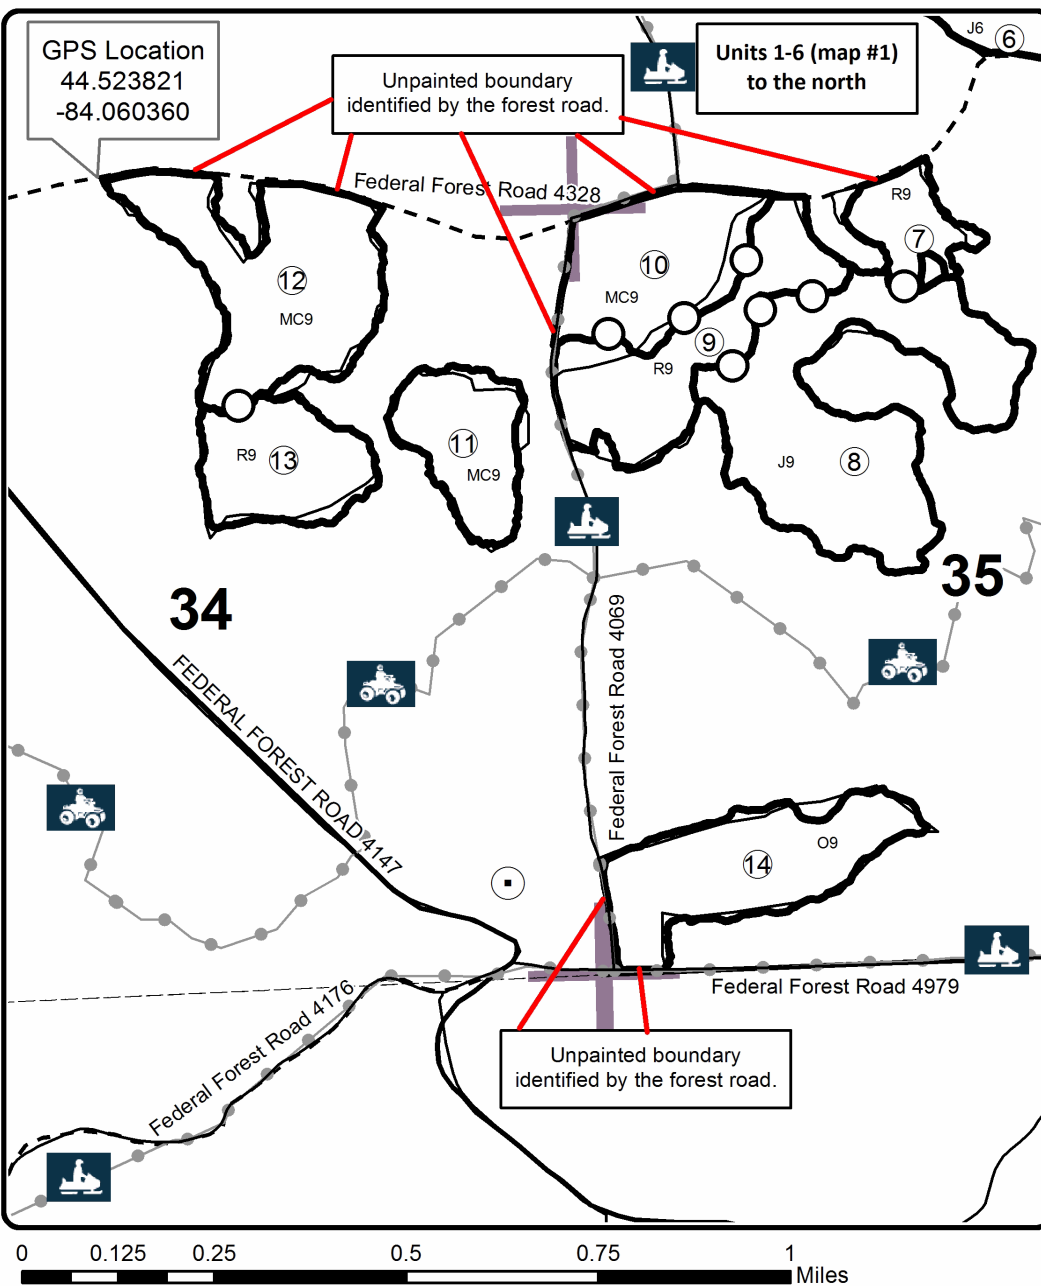 GPS Location
44.523821
-84.060360
Unpainted boundary
identified by the forest road.
Units 1-6 (map #1)
to the north
J6
6
Federal Forest Road 4328
R9
7
12
MC9
10
MC9
9
R9
R9
13
11
MC9
J9
8
34
35
FEDERAL FOREST ROAD 4147
Federal Forest Road 4069
O9
14
Federal Forest Road 4979
Federal Forest Road 4176
Unpainted boundary
identified by the forest road.
0
0.125
0.25
0.5
0.75
1
Miles